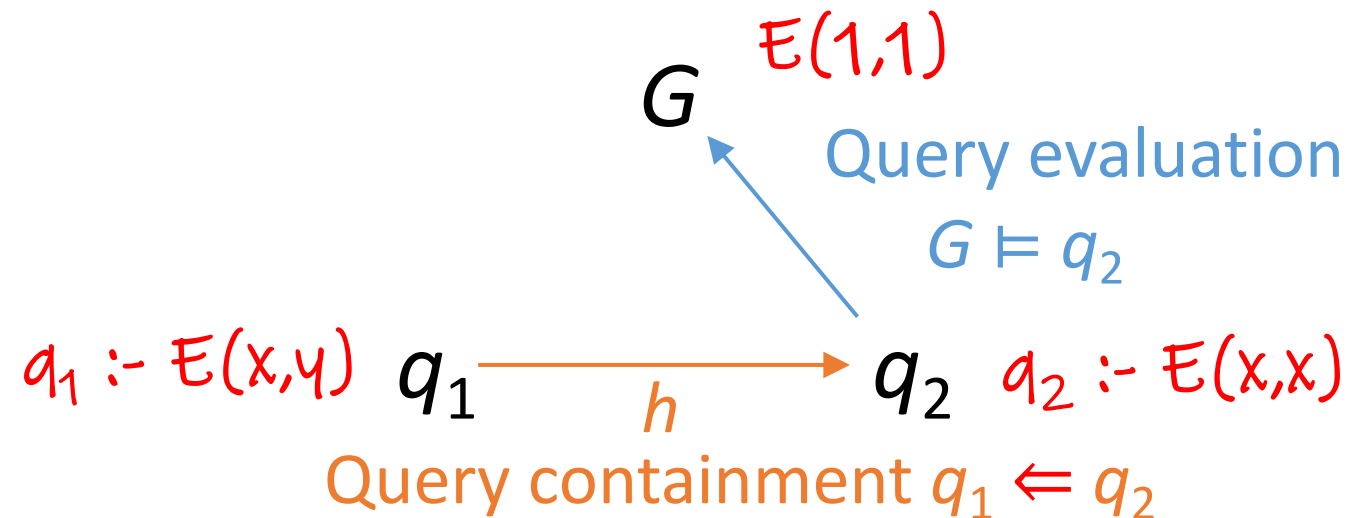 E(1,1)
G
Query evaluation
G ⊨ q₂
q₁ :- E(x,y) q₁ h q₂ q₂ :- E(x,x)
Query containment q₁ ⇐ q₂